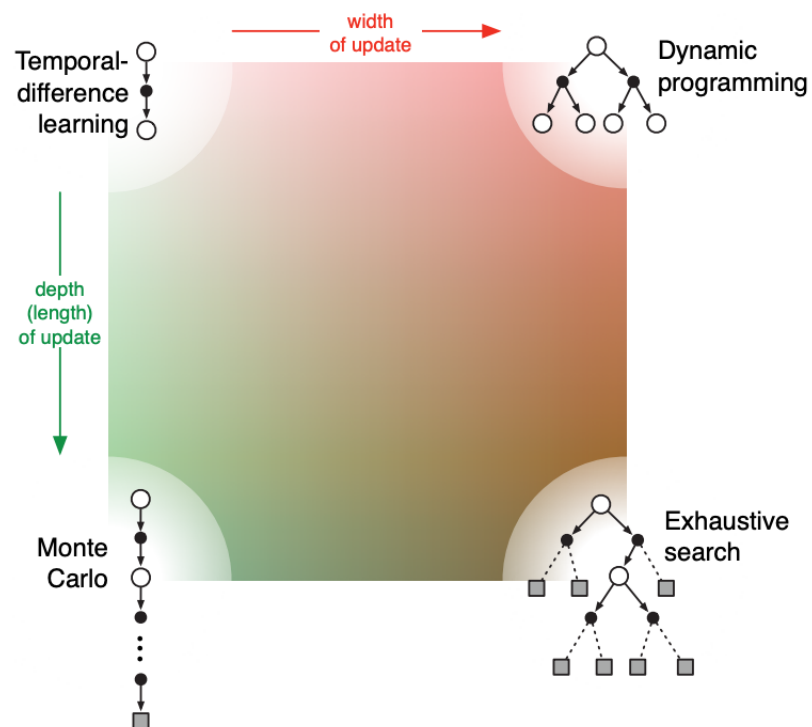 width
of update
Temporal-
difference
learning
Dynamic
programming
depth
(length)
of update
Monte
Carlo
Exhaustive
search